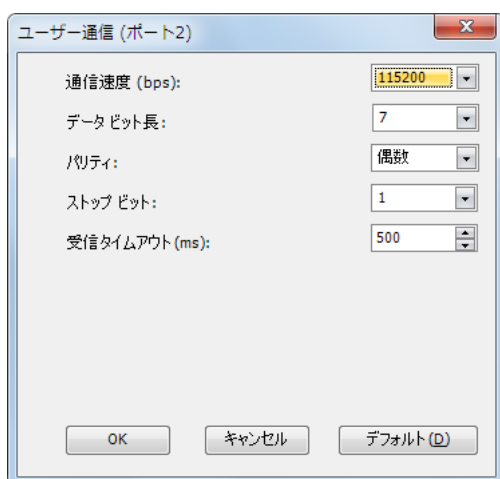 ユーザー通信 (ポート2)
通信速度 (bps): 115200
データ ビット長: 7
パリティ: 偶数
ストップ ビット: 1
受信タイムアウト(ms): 500
OK キャンセル デフォルト(D)